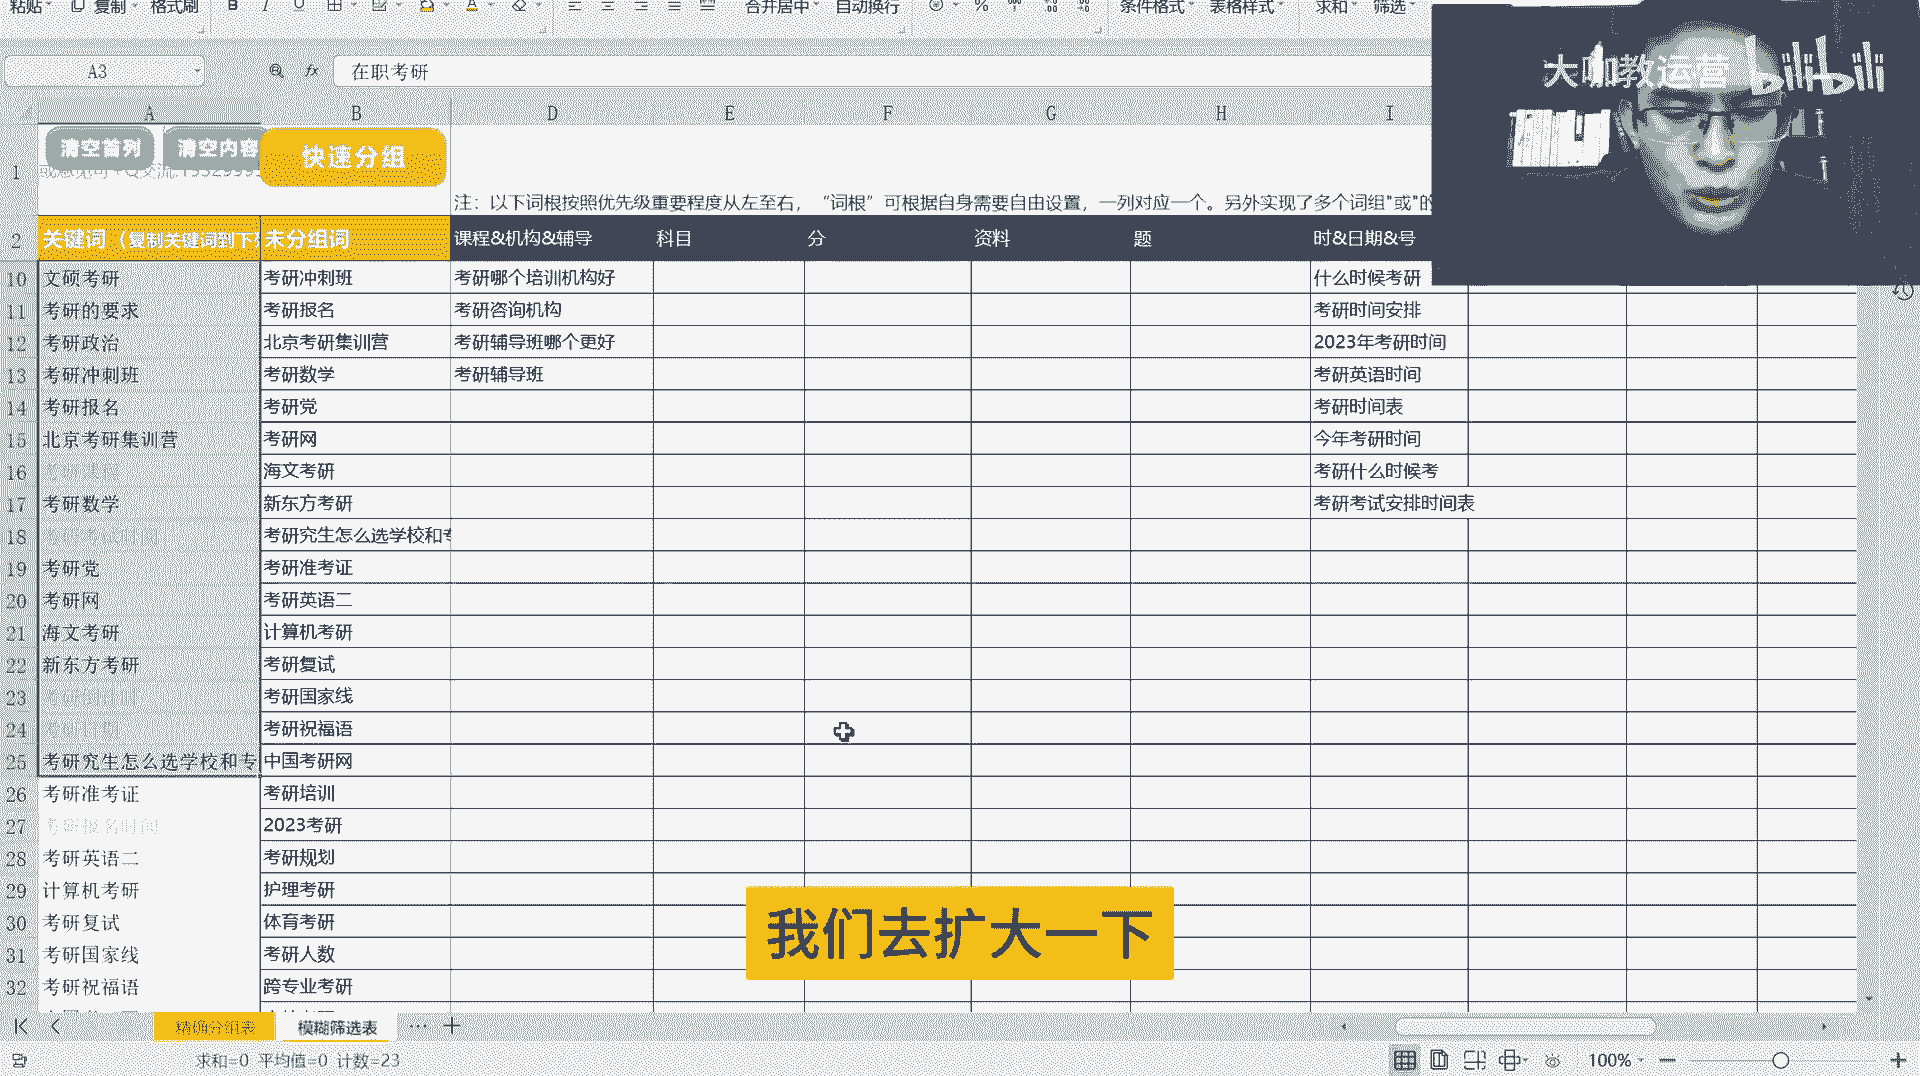 粘贴 复制 格式刷 B I U 合并居中 自动换行 % 条件格式 表格样式 求和 筛选
A3 fx 在职考研
大咖教运营 bilibili
A B D E F G H I
清空首列 清空内容 快速分组
1
注：以下词根按照优先级重要程度从左至右，“词根”可根据自身需要自由设置，一列对应一个。另外实现了多个词组"或"的
2 关键词（复制关键词到下 未分组词 课程&机构&辅导 科目 分 资料 题 时&日期&号
10 文硕考研 考研冲刺班 考研哪个培训机构好 什么时候考研
11 考研的要求 考研报名 考研咨询机构 考研时间安排
12 考研政治 北京考研集训营 考研辅导班哪个更好 2023年考研时间
13 考研冲刺班 考研数学 考研辅导班 考研英语时间
14 考研报名 考研党 考研时间表
15 北京考研集训营 考研网 今年考研时间
16 海文考研 考研什么时候考
17 考研数学 新东方考研 考研考试安排时间表
18 考研考试时间 考研究生怎么选学校和专
19 考研党 考研准考证
20 考研网 考研英语二
21 海文考研 计算机考研
22 新东方考研 考研复试
23 考研倒计时 考研国家线
24 考研日期 考研祝福语
25 考研究生怎么选学校和专 中国考研网
26 考研准考证 考研培训
27 考研报名时间 2023考研
28 考研英语二 考研规划
29 计算机考研 护理考研
30 考研复试 体育考研
31 考研国家线 考研人数
32 考研祝福语 跨专业考研
我们去扩大一下
精确分组表 模糊筛选表 ··· +
求和=0 平均值=0 计数=23 100%